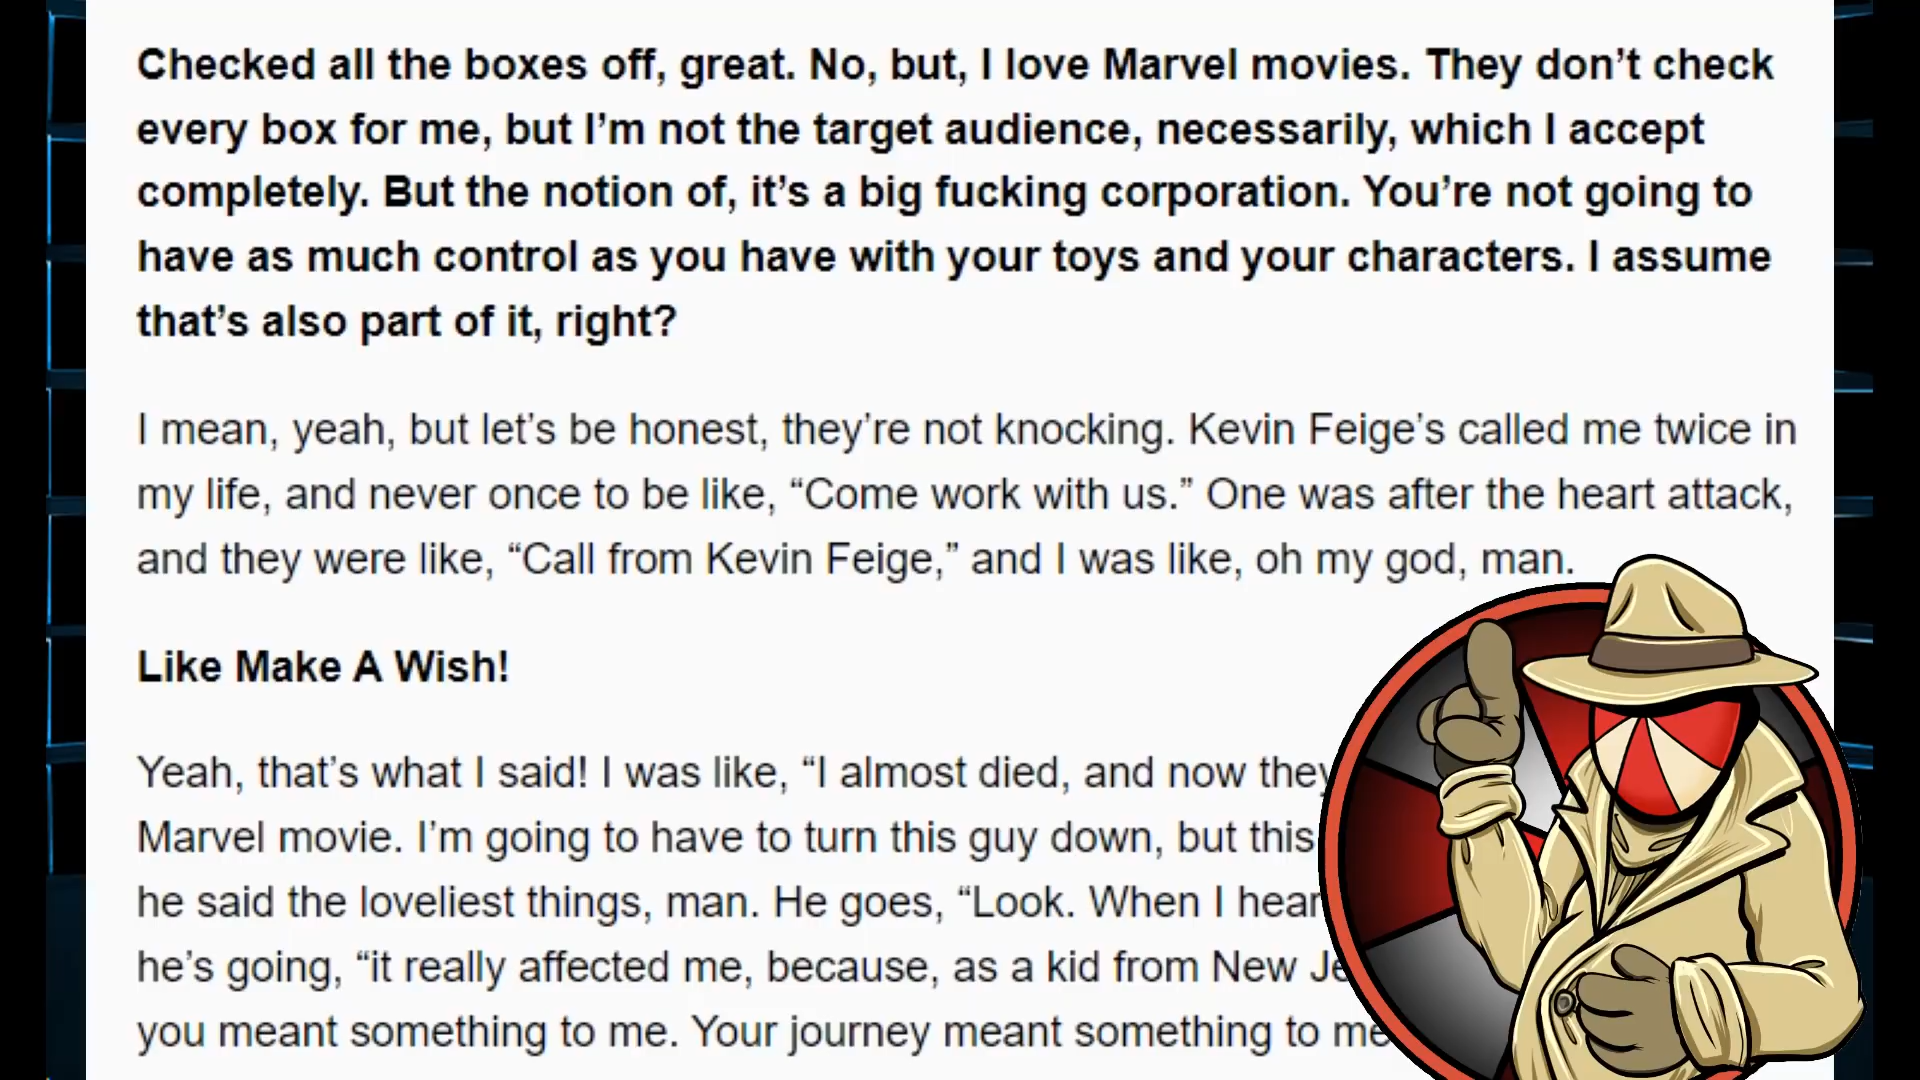 Checked all the boxes off, great. No, but, I love Marvel movies. They don’t check
every box for me, but I’m not the target audience, necessarily, which I accept
completely. But the notion of, it’s a big fucking corporation. You’re not going to
have as much control as you have with your toys and your characters. I assume
that’s also part of it, right?
I mean, yeah, but let’s be honest, they’re not knocking. Kevin Feige’s called me twice in
my life, and never once to be like, “Come work with us.” One was after the heart attack,
and they were like, “Call from Kevin Feige,” and I was like, oh my god, man.
Like Make A Wish!
Yeah, that’s what I said! I was like, “I almost died, and now
Marvel movie. I’m going to have to turn this guy down, but this
he said the loveliest things, man. He goes, “Look. When I
he’s going, “it really affected me, because, as a kid from New
you meant something to me. Your journey meant something to me